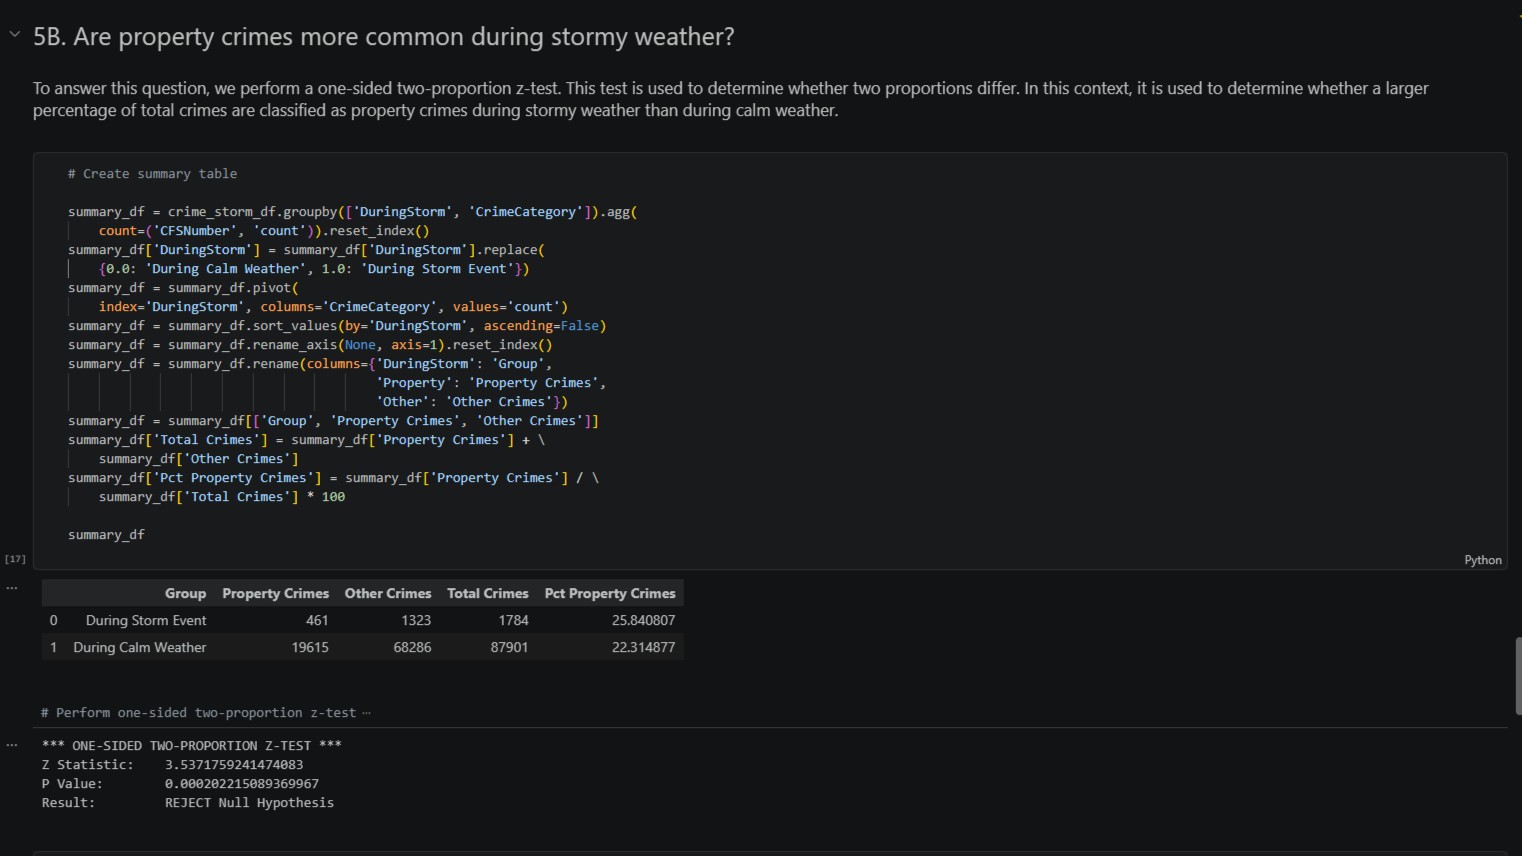 5B. Are property crimes more common during stormy weather?
To answer this question, we perform a one-sided two-proportion z-test. This test is used to determine whether two proportions differ. In this context, it is used to determine whether a larger
percentage of total crimes are classified as property crimes during stormy weather than during calm weather.
# Create summary table
summary_df = crime_storm_df.groupby(['DuringStorm', 'CrimeCategory']).agg(
    count=('CFSNumber', 'count')).reset_index()
summary_df['DuringStorm'] = summary_df['DuringStorm'].replace(
    {0.0: 'During Calm Weather', 1.0: 'During Storm Event'})
summary_df = summary_df.pivot(
    index='DuringStorm', columns='CrimeCategory', values='count')
summary_df = summary_df.sort_values(by='DuringStorm', ascending=False)
summary_df = summary_df.rename_axis(None, axis=1).reset_index()
summary_df = summary_df.rename(columns={'DuringStorm': 'Group',
                                        'Property': 'Property Crimes',
                                        'Other': 'Other Crimes'})
summary_df = summary_df[['Group', 'Property Crimes', 'Other Crimes']]
summary_df['Total Crimes'] = summary_df['Property Crimes'] + \
    summary_df['Other Crimes']
summary_df['Pct Property Crimes'] = summary_df['Property Crimes'] / \
    summary_df['Total Crimes'] * 100
summary_df
[17]
Python
...
Group Property Crimes Other Crimes Total Crimes Pct Property Crimes
0 During Storm Event 461 1323 1784 25.840807
1 During Calm Weather 19615 68286 87901 22.314877
# Perform one-sided two-proportion z-test ...
...
*** ONE-SIDED TWO-PROPORTION Z-TEST ***
Z Statistic: 3.5371759241474083
P Value: 0.000202215089369967
Result: REJECT Null Hypothesis